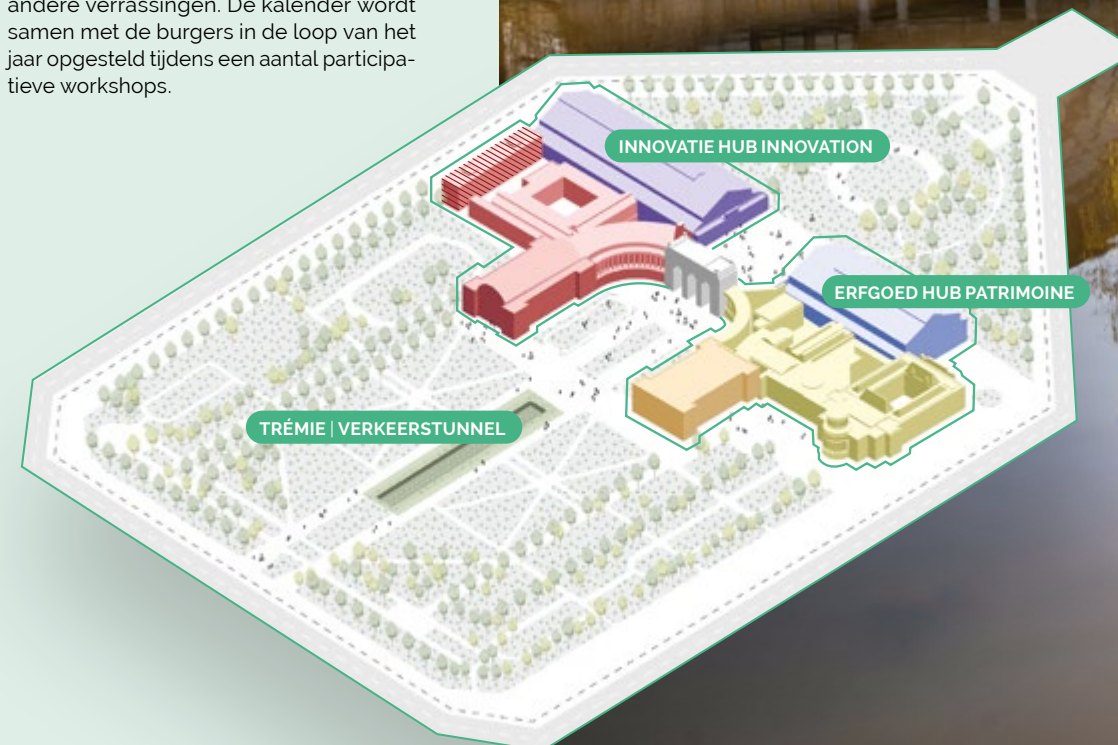 andere verrassingen. De kalender wordt
samen met de burgers in de loop van het
jaar opgesteld tijdens een aantal participa-
tieve workshops.
INNOVATIE HUB INNOVATION
ERFGOED HUB PATRIMOINE
TRÉMIE | VERKEERSTUNNEL